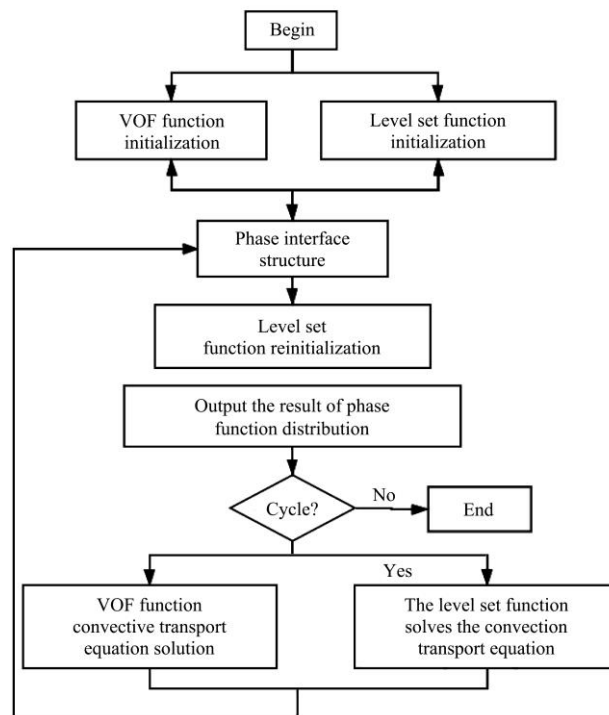 Begin
VOF function
initialization
Level set function
initialization
Phase interface
structure
Level set
function reinitialization
Output the result of phase
function distribution
Cycle?
No
End
Yes
VOF function
convective transport
equation solution
The level set function
solves the convection
transport equation